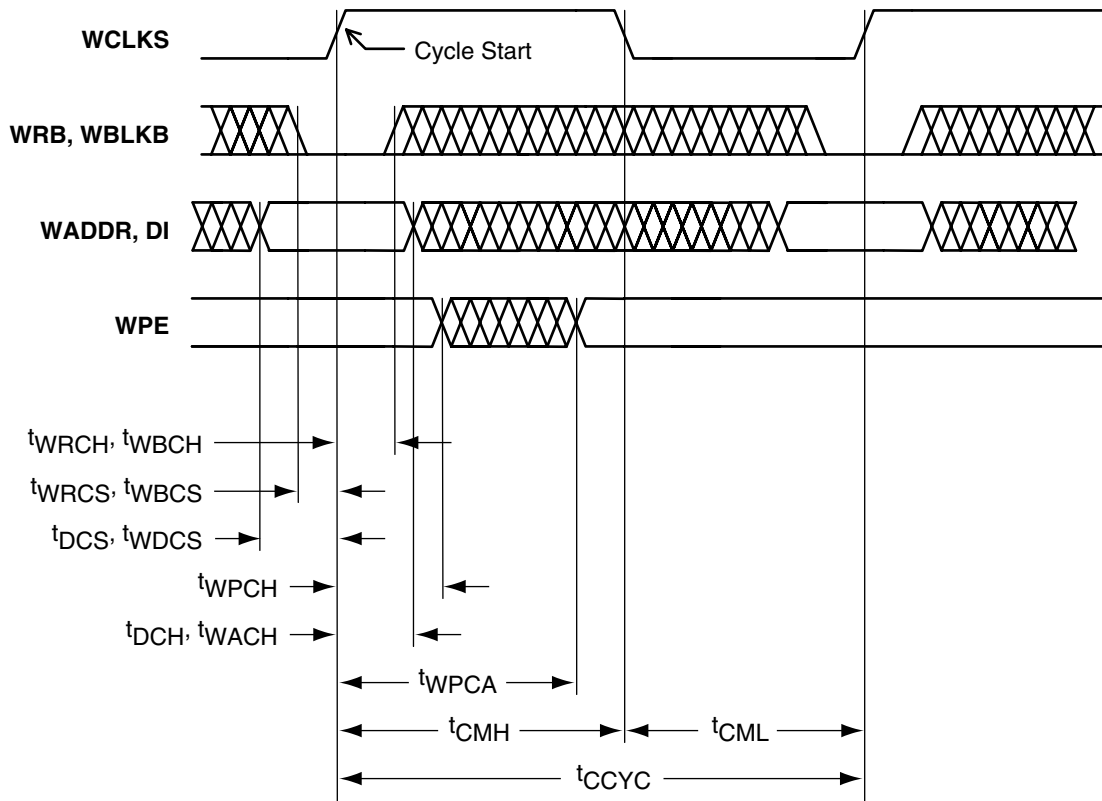 WCLKS
Cycle Start
WRB, WBLKB
WADDR, DI
WPE
tWRCH, tWBCH
tWRCS, tWBCS
tDCS, tWDCS
tWPCH
tDCH, tWACH
tWPCA
tCMH
tCML
tCCYC